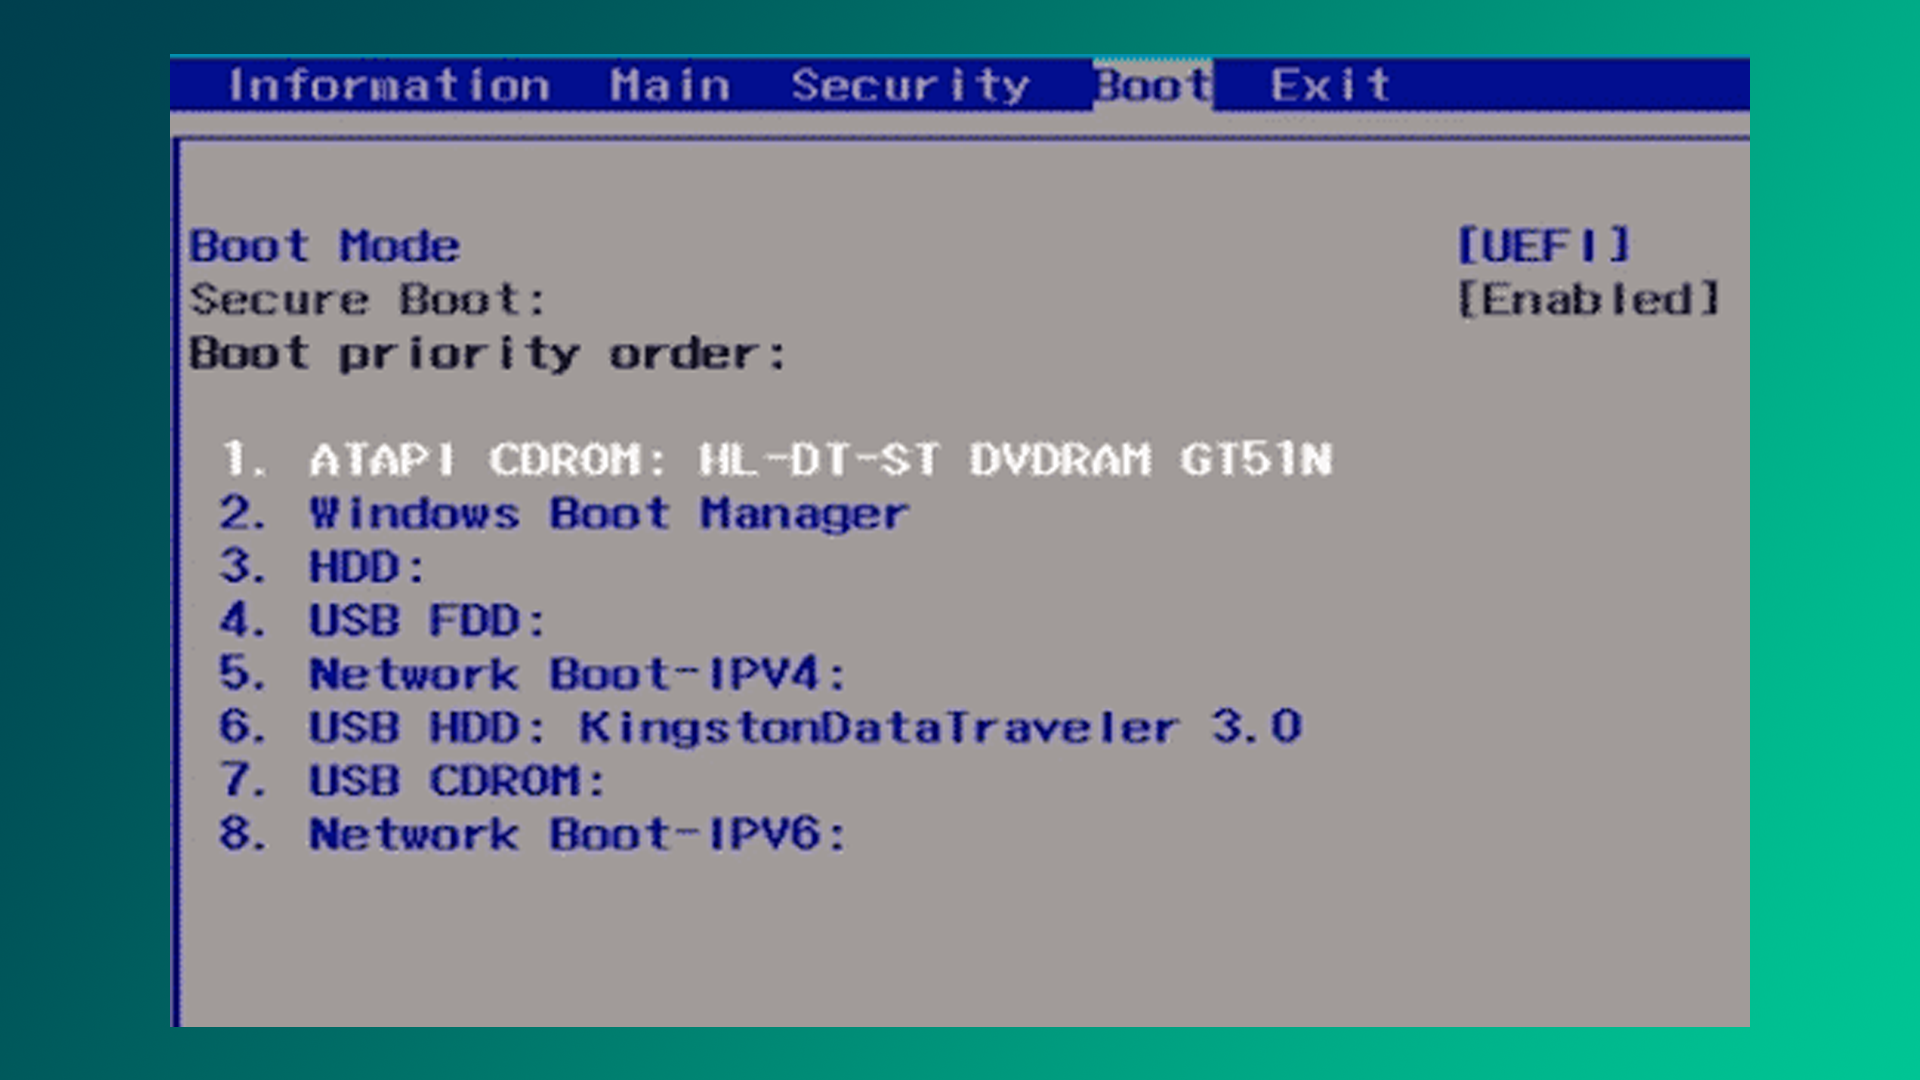 Information Main Security Boot Exit
Boot Mode [UEFI]
Secure Boot: [Enabled]
Boot priority order:
1. ATAPI CDROM: HL-DT-ST DVDRAM GT51N
2. Windows Boot Manager
3. HDD:
4. USB FDD:
5. Network Boot-IPV4:
6. USB HDD: KingstonDataTraveler 3.0
7. USB CDROM:
8. Network Boot-IPV6: